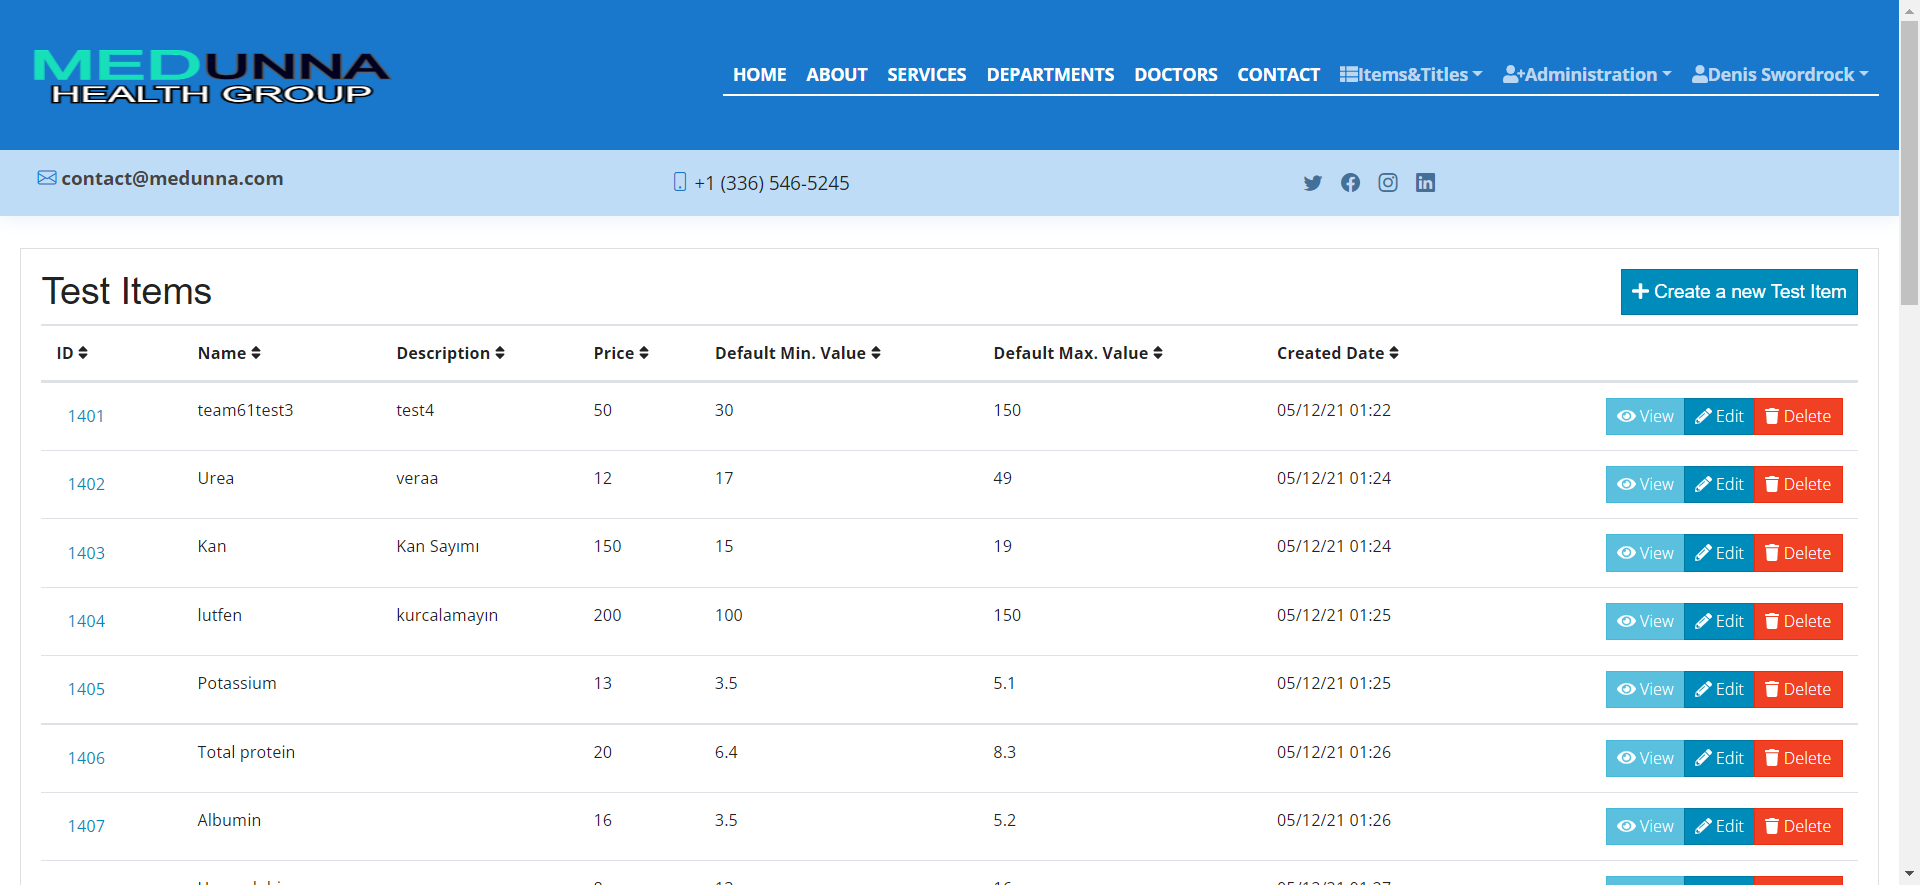 MEDUNNA
HEALTH GROUP
HOME ABOUT SERVICES DEPARTMENTS DOCTORS CONTACT Items&Titles Administration Denis Swordrock
contact@medunna.com +1 (336) 546-5245
Test Items Create a new Test Item
ID Name Description Price Default Min. Value Default Max. Value Created Date
1401 team61test3 test4 50 30 150 05/12/21 01:22 View Edit Delete
1402 Urea veraa 12 17 49 05/12/21 01:24 View Edit Delete
1403 Kan Kan Sayımı 150 15 19 05/12/21 01:24 View Edit Delete
1404 lutfen kurcalamayın 200 100 150 05/12/21 01:25 View Edit Delete
1405 Potassium 13 3.5 5.1 05/12/21 01:25 View Edit Delete
1406 Total protein 20 6.4 8.3 05/12/21 01:26 View Edit Delete
1407 Albumin 16 3.5 5.2 05/12/21 01:26 View Edit Delete